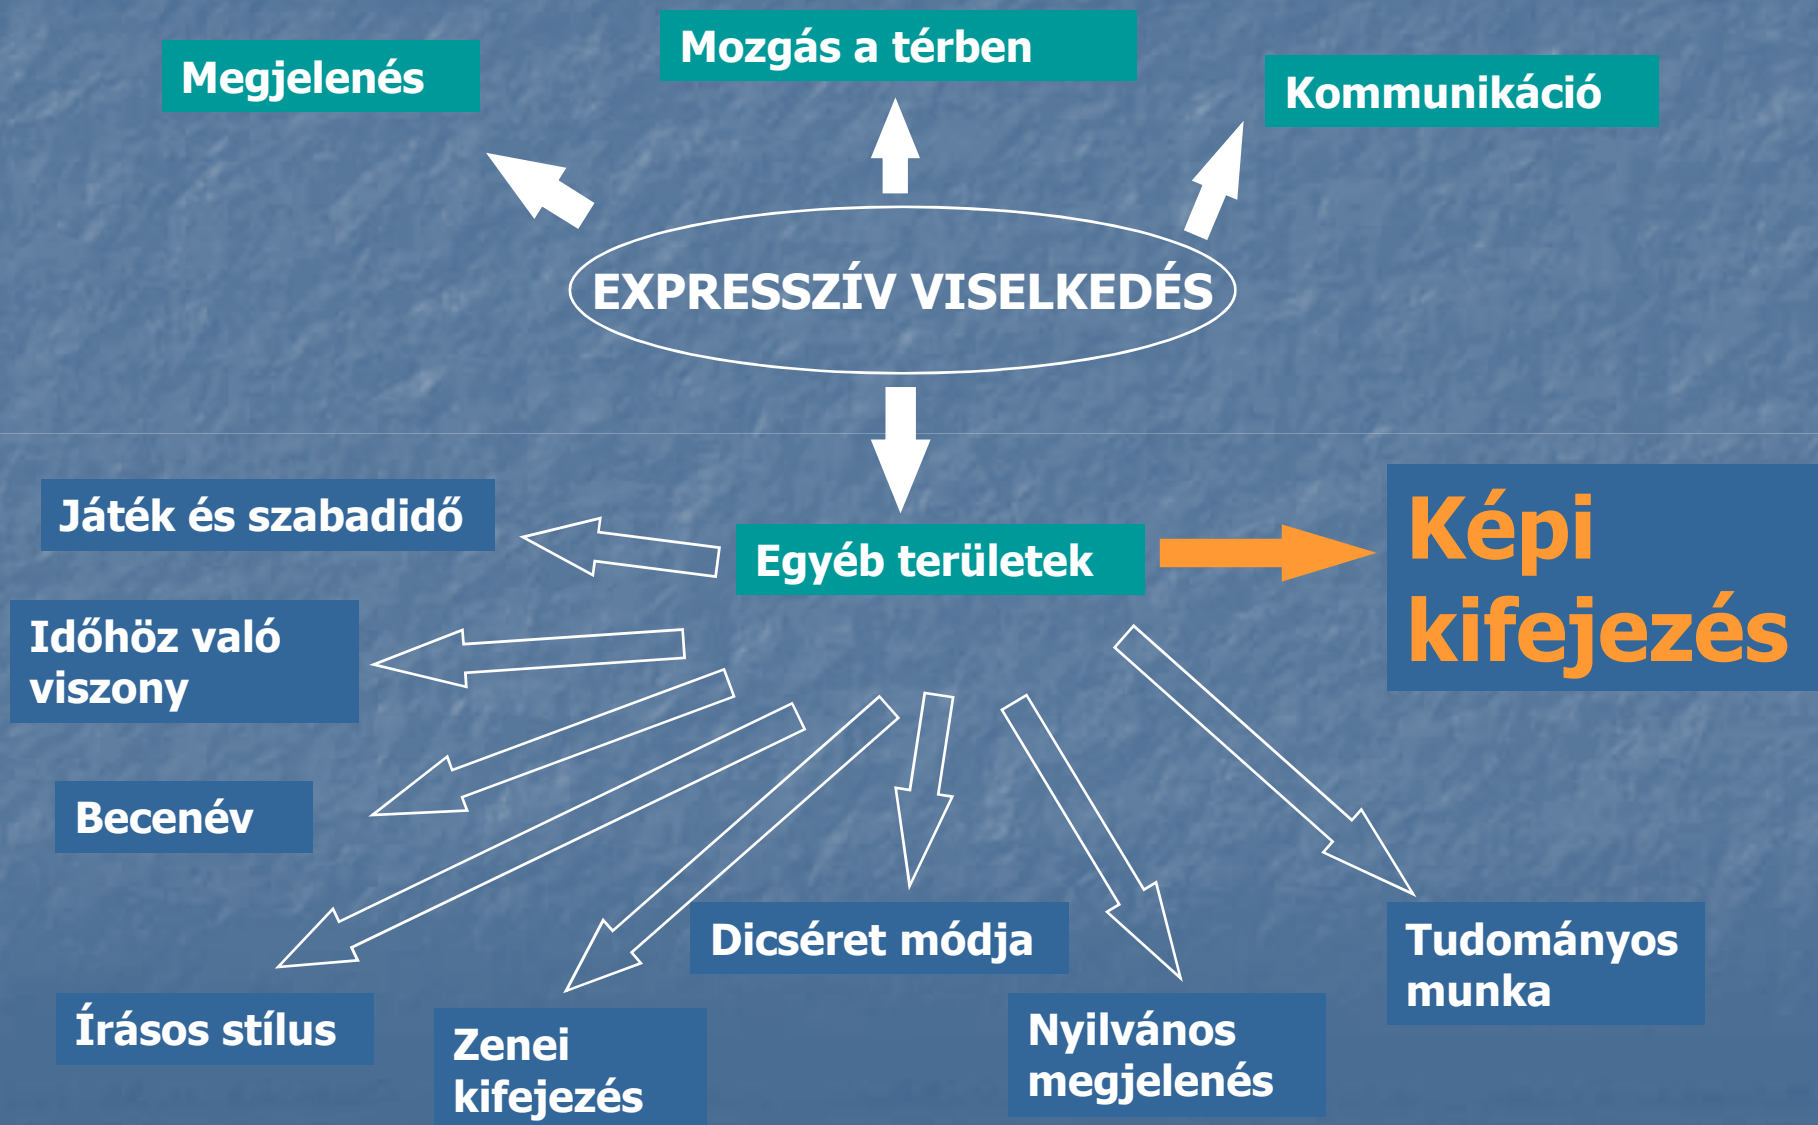 Mozgás a térben
Megjelenés
Kommunikáció
EXPRESSZÍV VISELKEDÉS
Játék és szabadidő
Egyéb területek
Képi
kifejezés
Időhöz való
viszony
Becenév
Dicséret módja
Tudományos
munka
Írásos stílus
Zenei
kifejezés
Nyilvános
megjelenés